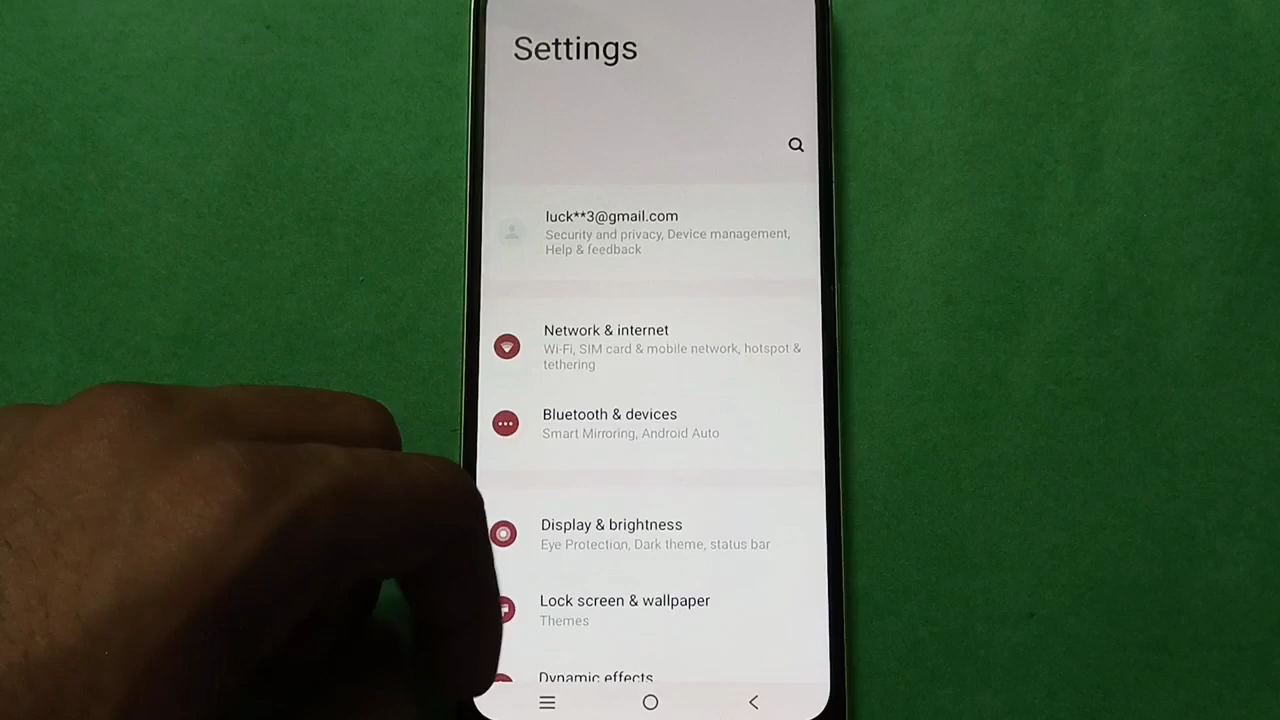 Settings
luck**3@gmail.com
Security and privacy, Device management,
Help & feedback
Network & internet
Wi-Fi, SIM card & mobile network, hotspot &
tethering
Bluetooth & devices
Smart Mirroring, Android Auto
Display & brightness
Eye Protection, Dark theme, status bar
Lock screen & wallpaper
Themes
Dynamic effects